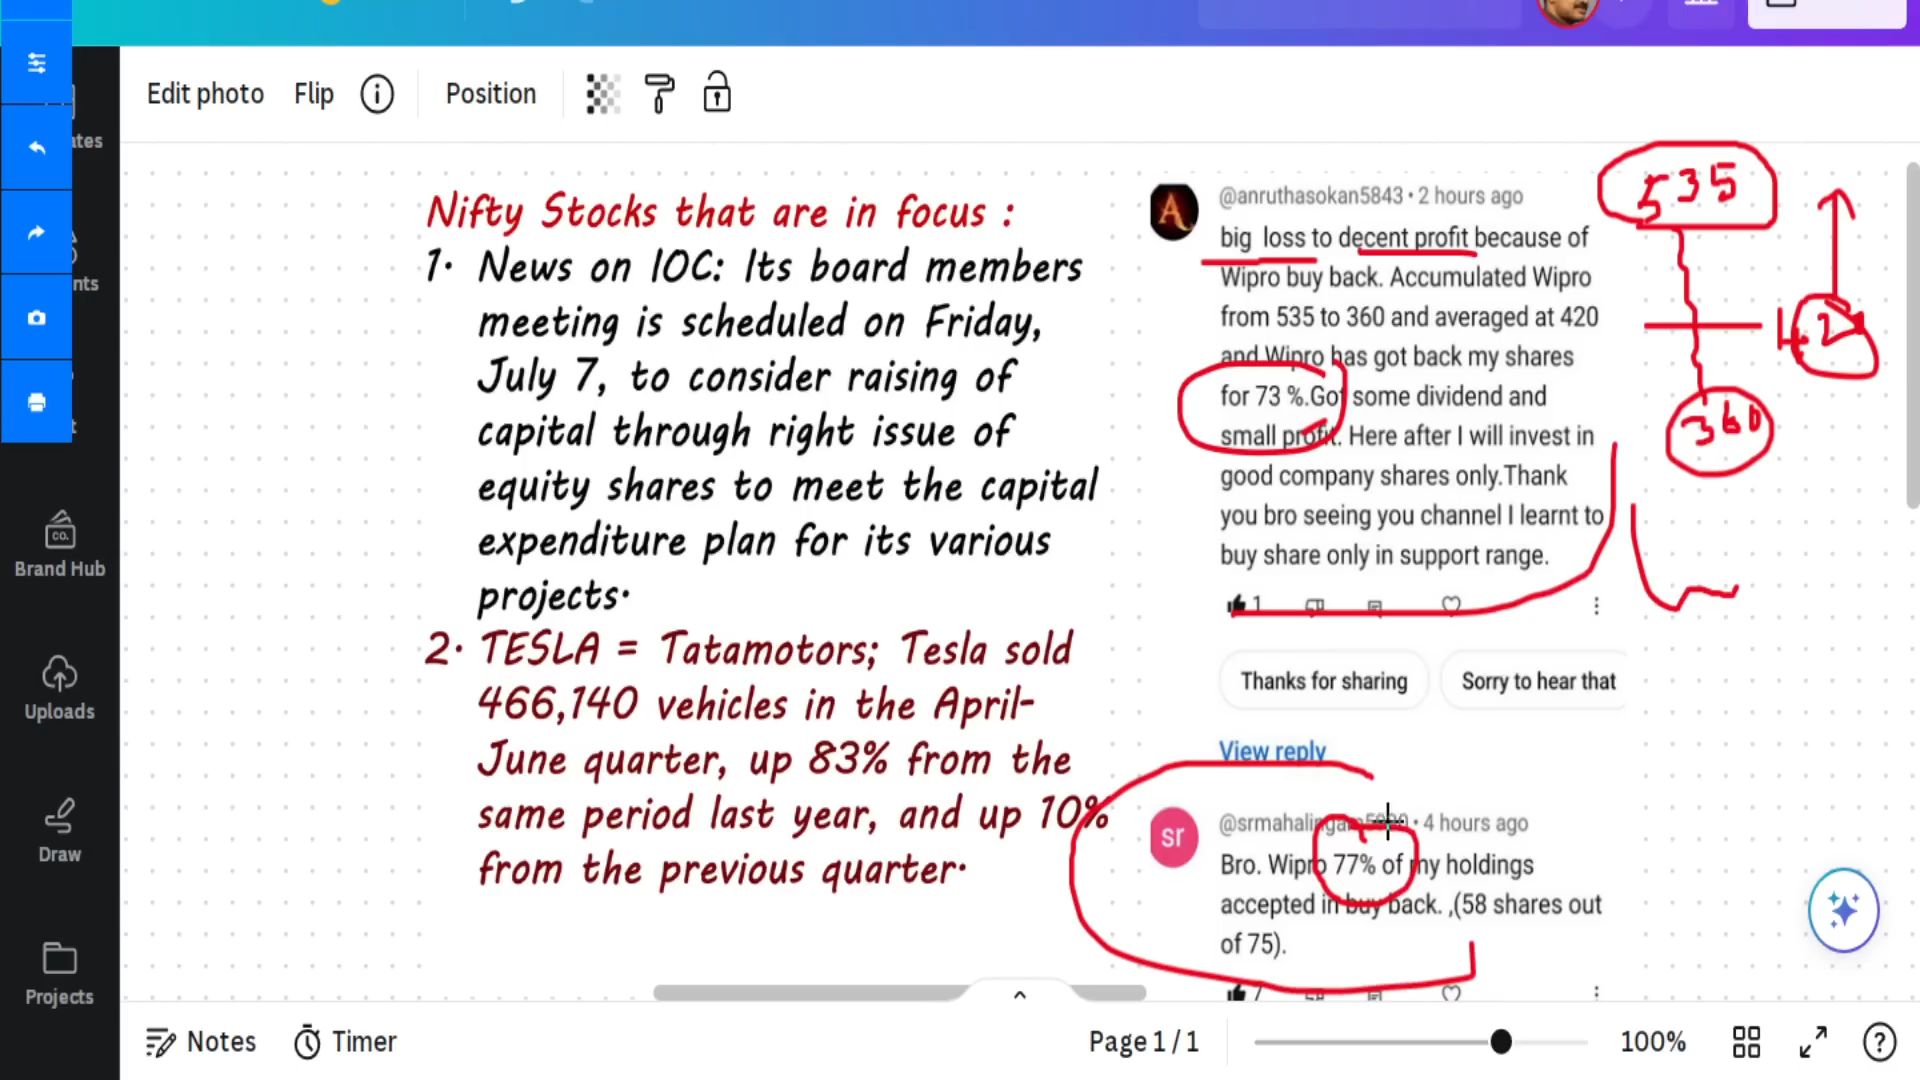 Edit photo
Flip
Position
Brand Hub
Uploads
Draw
Projects
CO.
Nifty Stocks that are in focus :
1. News on IOC: Its board members
meeting is scheduled on Friday,
July 7, to consider raising of
capital through right issue of
equity shares to meet the capital
expenditure plan for its various
projects.
2. TESLA = Tatamotors; Tesla sold
466,140 vehicles in the April-
June quarter, up 83% from the
same period last year, and up 10%
from the previous quarter.
A
@anruthasokan5843 • 2 hours ago
big loss to decent profit because of
Wipro buy back. Accumulated Wipro
from 535 to 360 and averaged at 420
and Wipro has got back my shares
for 73 %.Got some dividend and
small profit. Here after I will invest in
good company shares only.Thank
you bro seeing you channel I learnt to
buy share only in support range.
1
Thanks for sharing
Sorry to hear that
View reply
535
360
sr
• 4 hours ago
Bro. Wipro 77% of my holdings
accepted in buy back. ,(58 shares out
of 75).
7
Notes
Timer
Page 1 / 1
100%